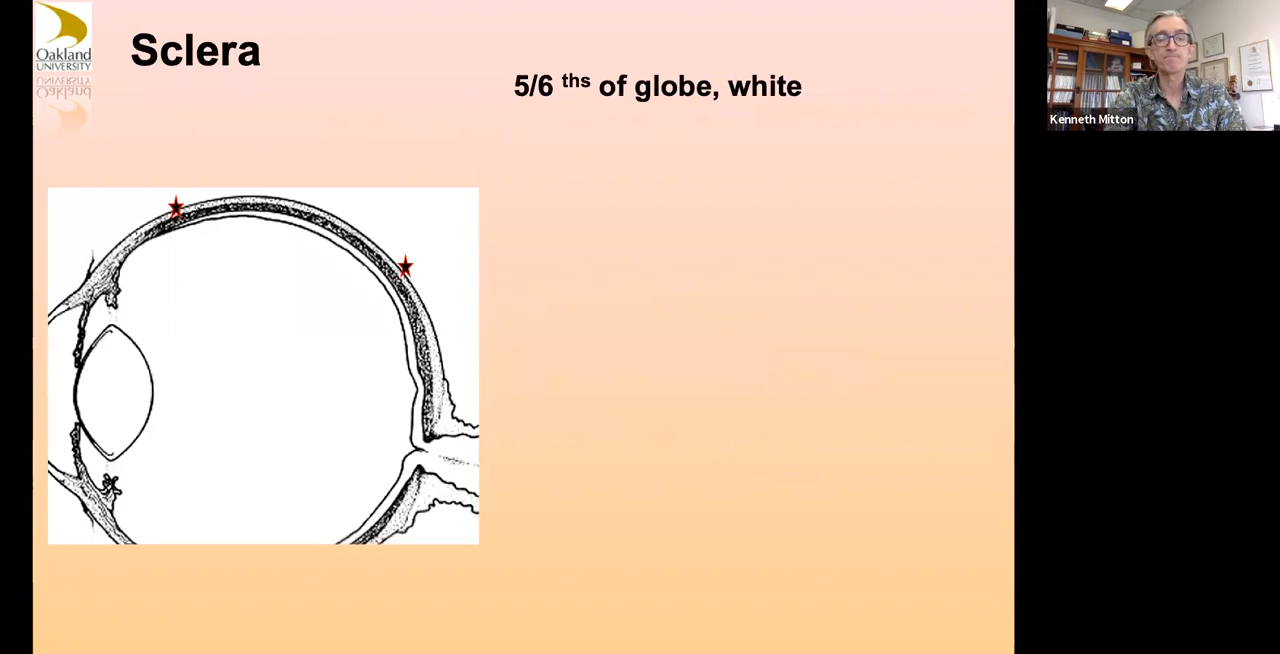 Oakland
UNIVERSITY
Sclera
5/6 ths of globe, white
Kenneth Mitton